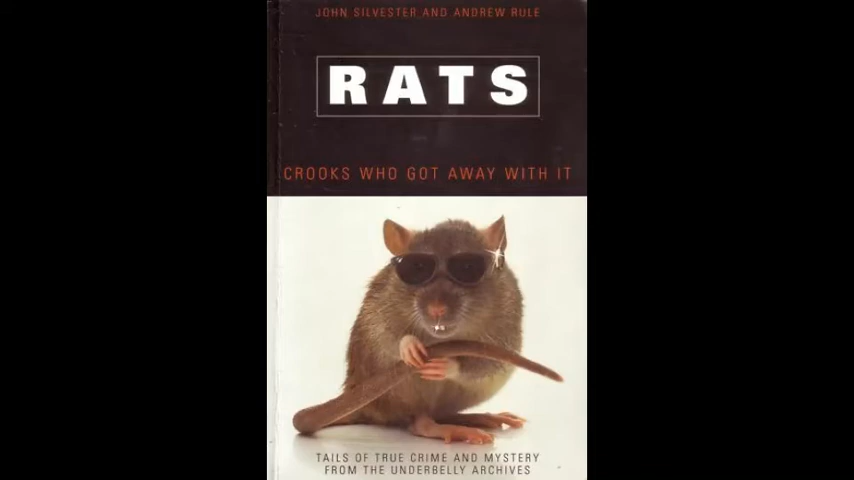 JOHN SILVESTER AND ANDREW RULE
RATS
CROOKS WHO GOT AWAY WITH IT
TAILS OF TRUE CRIME AND MYSTERY
FROM THE UNDERBELLY ARCHIVES